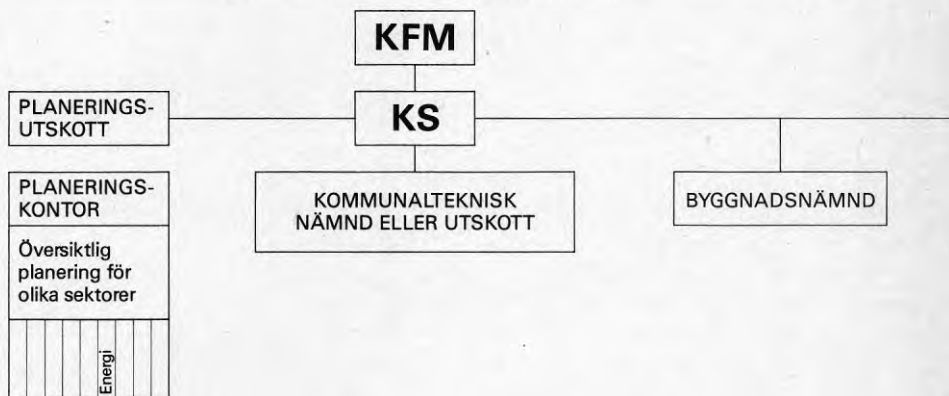 KFM
PLANERINGS-
UTSKOTT
KS
PLANERINGS-
KONTOR
KOMMUNALTEKNISK
NÄMND ELLER UTSKOTT
BYGGNADSNÄMND
Översiktlig
planering för
olika sektorer
Energi